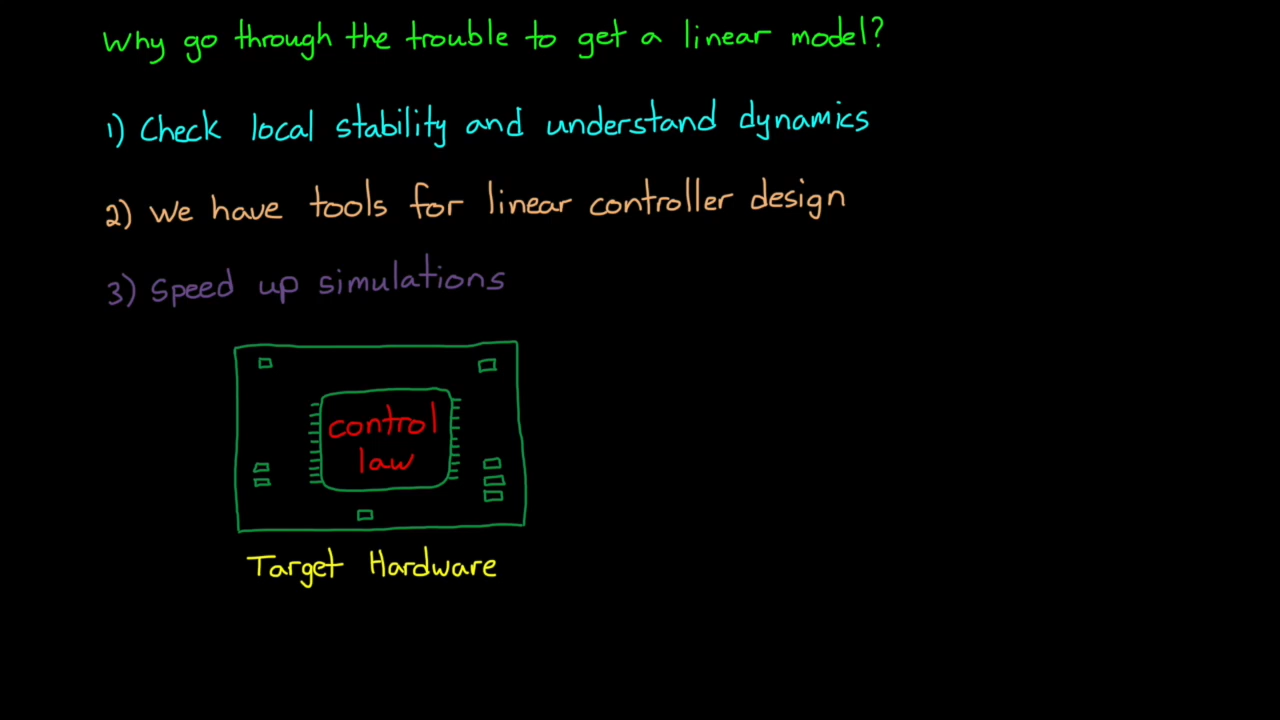 Why go through the trouble to get a linear model?
1) Check local stability and understand dynamics
2) We have tools for linear controller design
3) Speed up simulations
control
law
Target Hardware